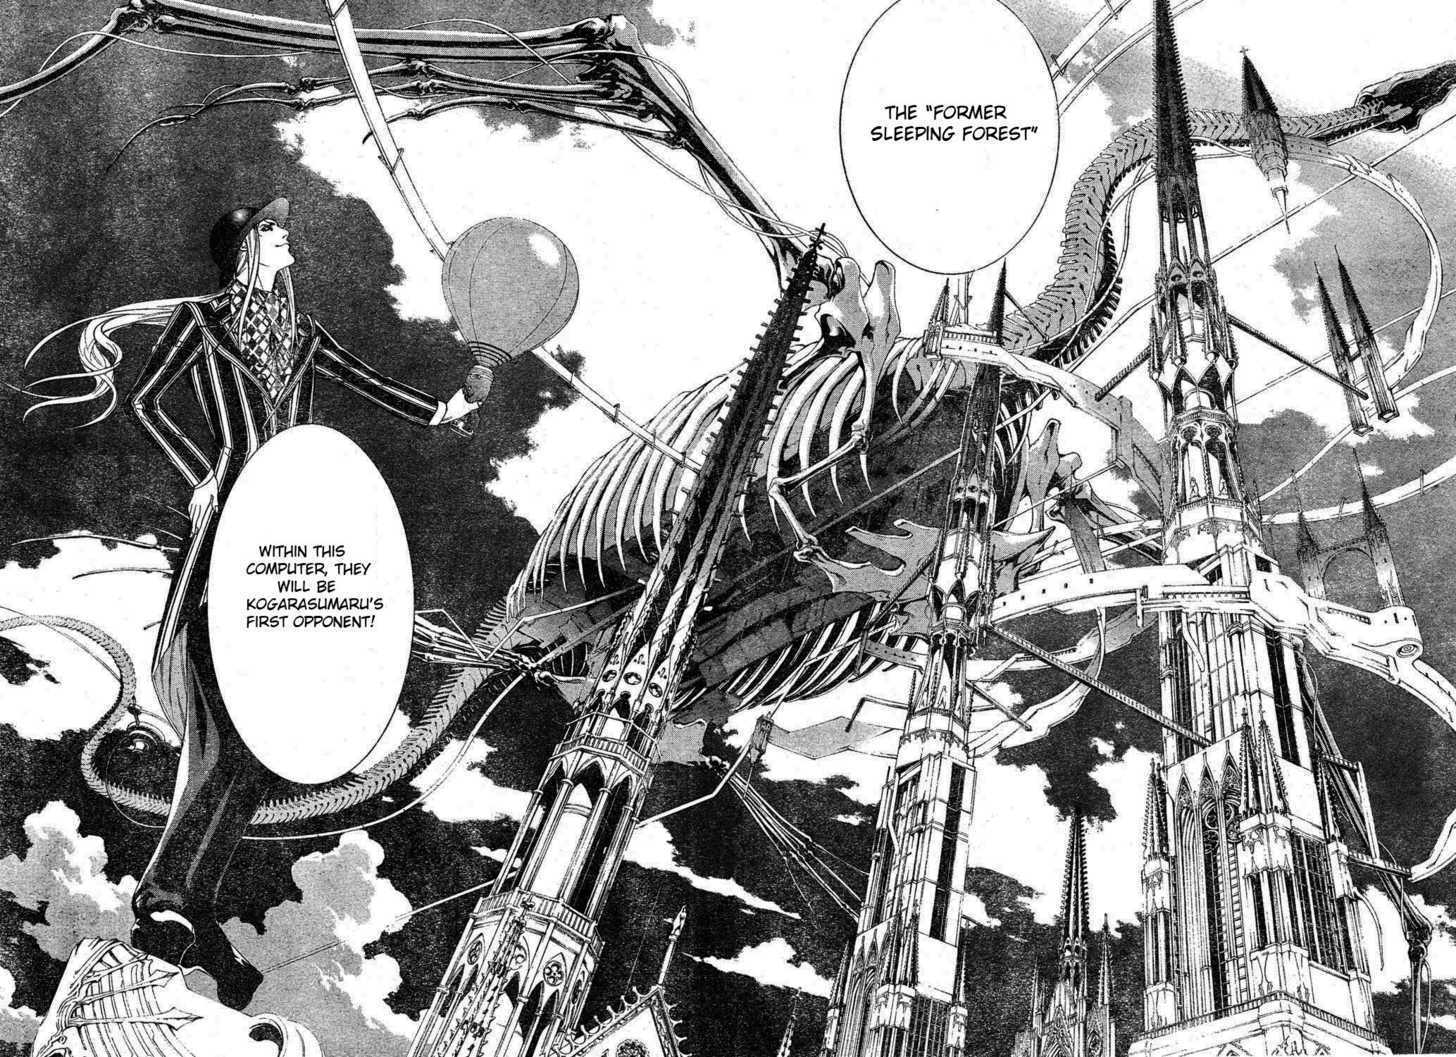 THE "FORMER
SLEEPING FOREST"
WITHIN THIS
COMPUTER, THEY
WILL BE
KOGARASUMARU'S
FIRST OPPONENT!